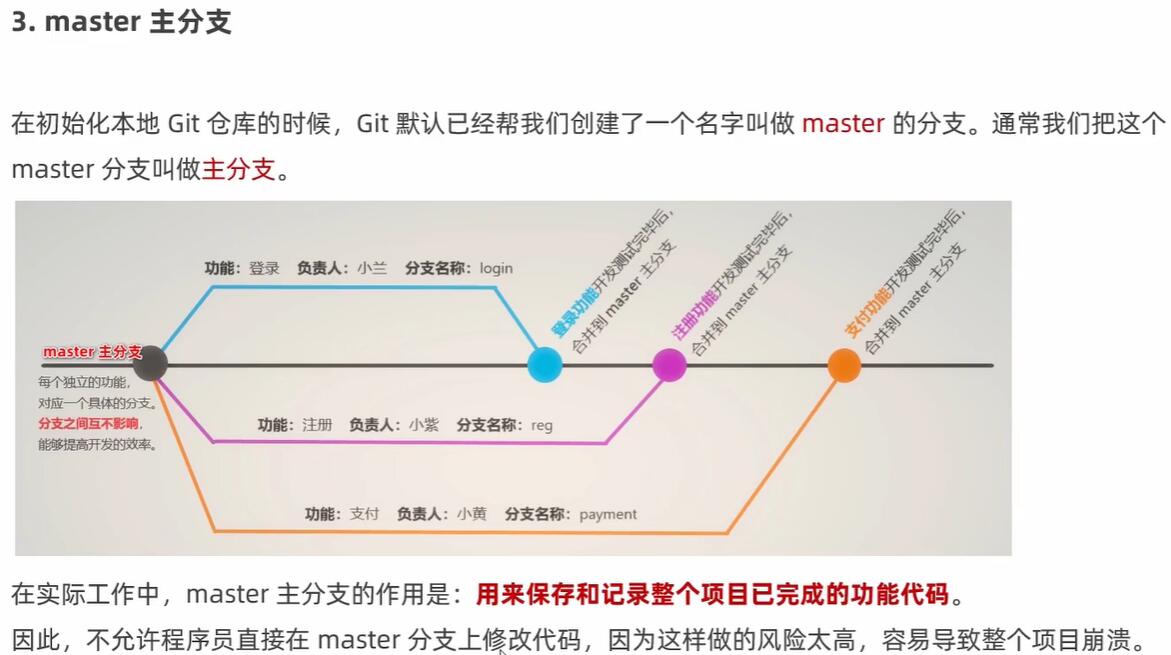 3. master 主分支
在初始化本地 Git 仓库的时候，Git 默认已经帮我们创建了一个名字叫做 master 的分支。通常我们把这个
master 分支叫做主分支。
功能：登录 负责人：小兰 分支名称：login
登录功能开发测试完毕后，
合并到 master 主分支
注册功能开发测试完毕后，
合并到 master 主分支
支付功能开发测试完毕后，
合并到 master 主分支
master 主分支
每个独立的功能，
对应一个具体的分支。
分支之间互不影响，
能够提高开发的效率。
功能：注册 负责人：小紫 分支名称：reg
功能：支付 负责人：小黄 分支名称：payment
在实际工作中，master 主分支的作用是：用来保存和记录整个项目已完成的功能代码。
因此，不允许程序员直接在 master 分支上修改代码，因为这样做的风险太高，容易导致整个项目崩溃。